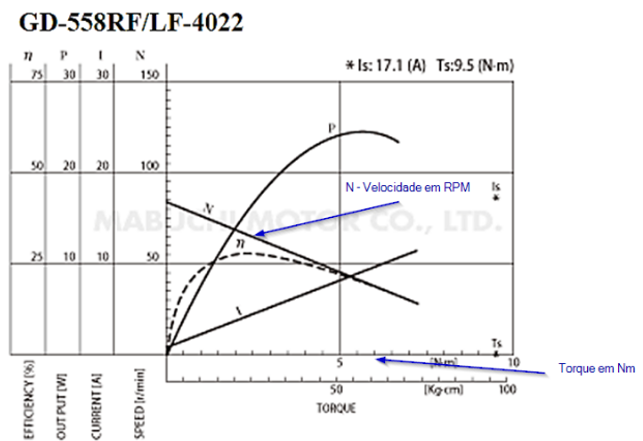 GD-558RF/LF-4022
η P I N
* Is: 17.1 (A) Ts:9.5 (N·m)
75 30 30 150
50 20 20 100
25 10 10 50
P
N
η
I
N - Velocidade em RPM
Is
*
MABUCHI MOTOR CO., LTD.
Ts
5 [N·m] 10
50 [Kg·cm] 100
TORQUE
Torque em Nm
EFFICIENCY [%]
OUTPUT [W]
CURRENT [A]
SPEED [r/min]